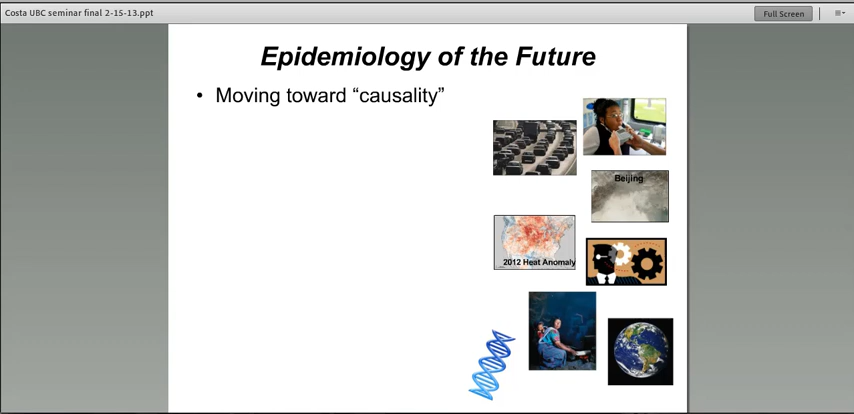 Costa UBC seminar final 2-15-13.ppt
Full Screen
Epidemiology of the Future
• Moving toward “causality”
Beijing
2012 Heat Anomaly